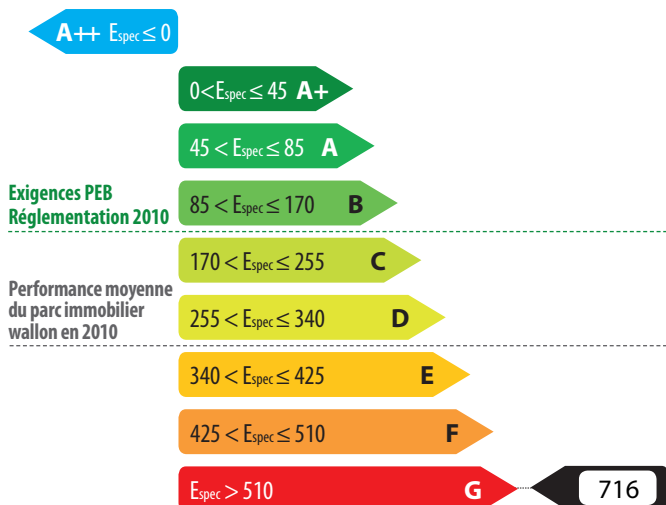 A++ Espec ≤ 0
0 < Espec ≤ 45 A+
45 < Espec ≤ 85 A
Exigences PEB
Réglementation 2010
85 < Espec ≤ 170 B
170 < Espec ≤ 255 C
Performance moyenne
du parc immobilier
wallon en 2010
255 < Espec ≤ 340 D
340 < Espec ≤ 425 E
425 < Espec ≤ 510 F
Espec > 510 G 716